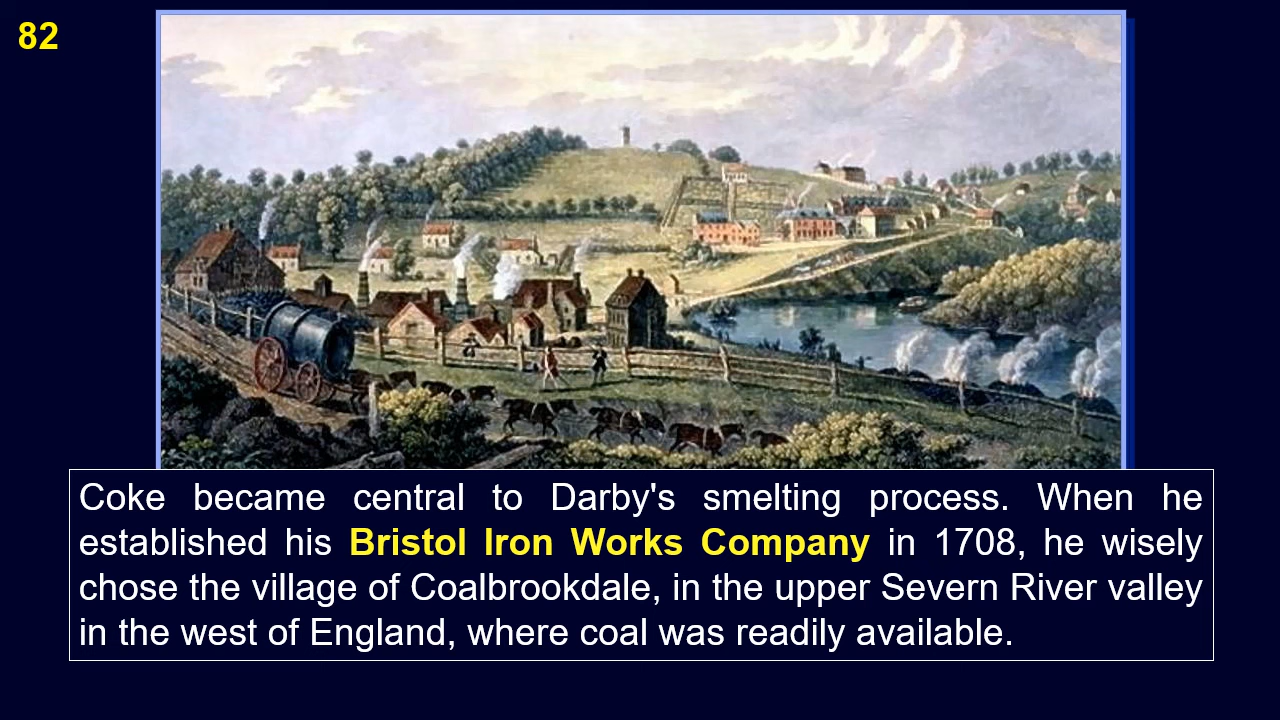 82
Coke became central to Darby's smelting process. When he
established his Bristol Iron Works Company in 1708, he wisely
chose the village of Coalbrookdale, in the upper Severn River valley
in the west of England, where coal was readily available.